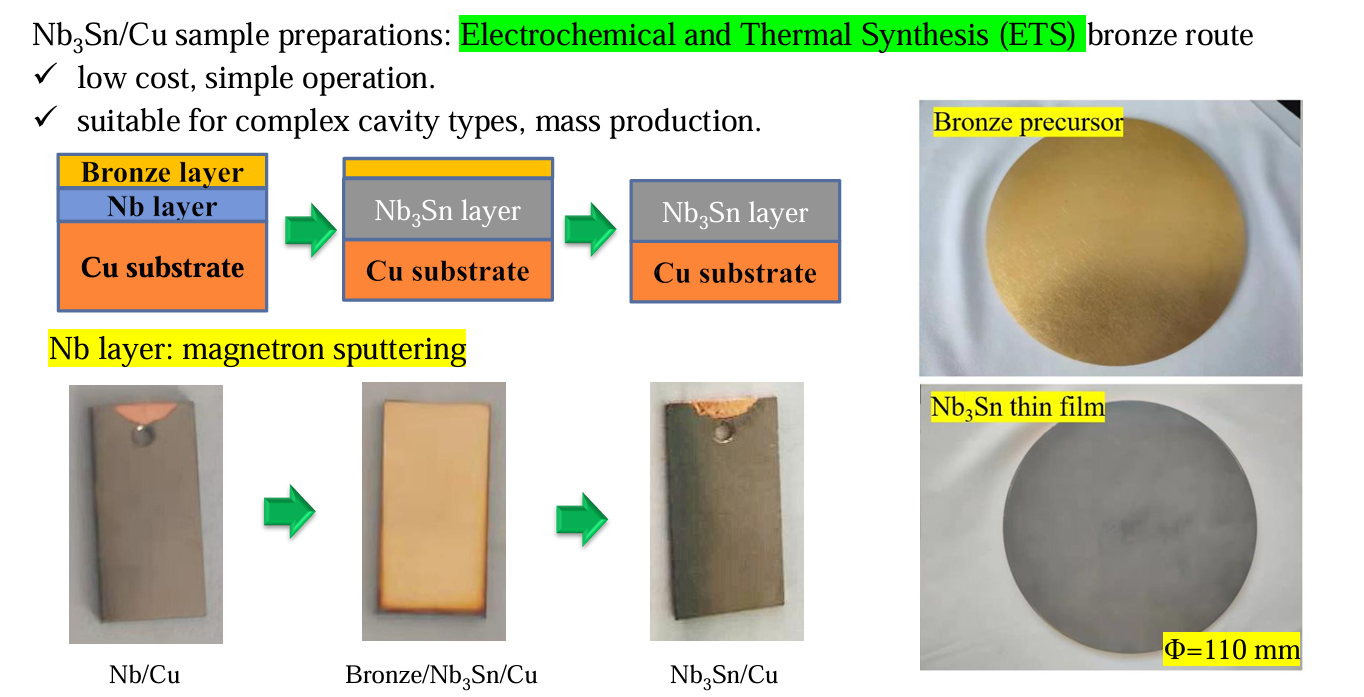 Nb₃Sn/Cu sample preparations: Electrochemical and Thermal Synthesis (ETS) bronze route
✓ low cost, simple operation.
✓ suitable for complex cavity types, mass production.
Bronze layer
Nb layer
Cu substrate
Nb₃Sn layer
Cu substrate
Nb₃Sn layer
Cu substrate
Nb layer: magnetron sputtering
Nb/Cu
Bronze/Nb₃Sn/Cu
Nb₃Sn/Cu
Bronze precursor
Nb₃Sn thin film
Φ=110 mm